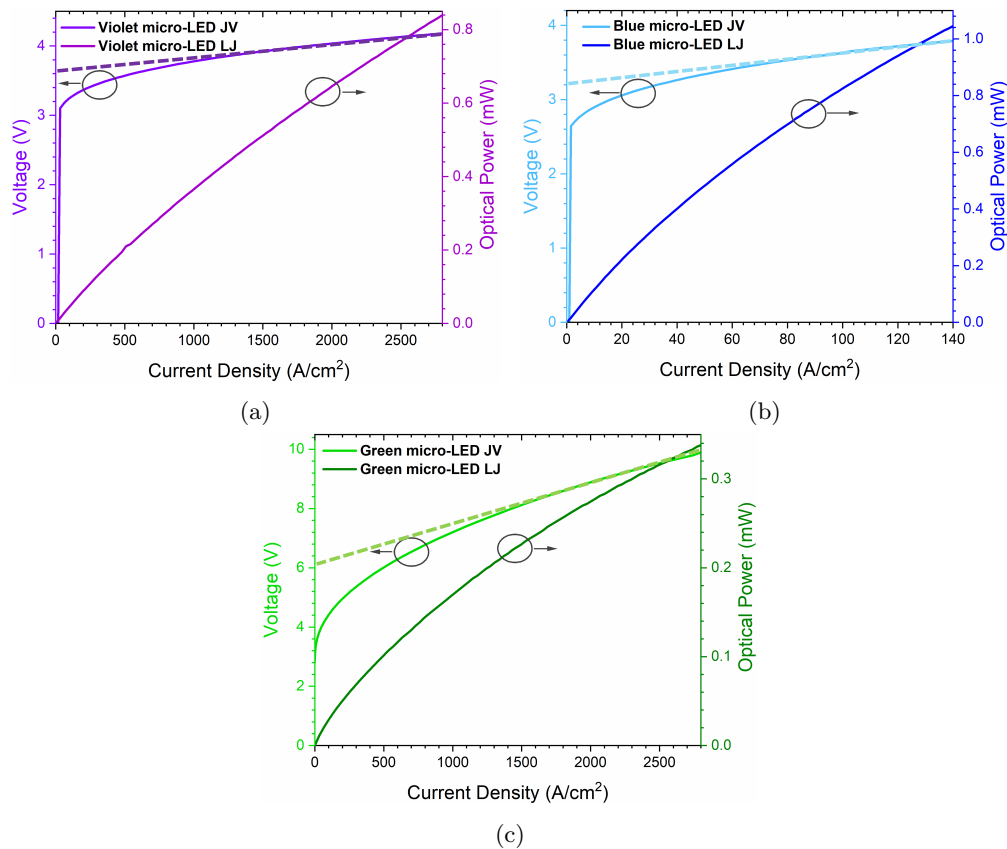 Violet micro-LED JV
Violet micro-LED LJ
Voltage (V)
0
1
2
3
4
Optical Power (mW)
0.0
0.2
0.4
0.6
0.8
0 500 1000 1500 2000 2500
Current Density (A/cm²)
(a)
Blue micro-LED JV
Blue micro-LED LJ
Voltage (V)
0
1
2
3
4
Optical Power (mW)
0.0
0.2
0.4
0.6
0.8
1.0
0 20 40 60 80 100 120 140
Current Density (A/cm²)
(b)
Green micro-LED JV
Green micro-LED LJ
Voltage (V)
0
2
4
6
8
10
Optical Power (mW)
0.0
0.1
0.2
0.3
0 500 1000 1500 2000 2500
Current Density (A/cm²)
(c)